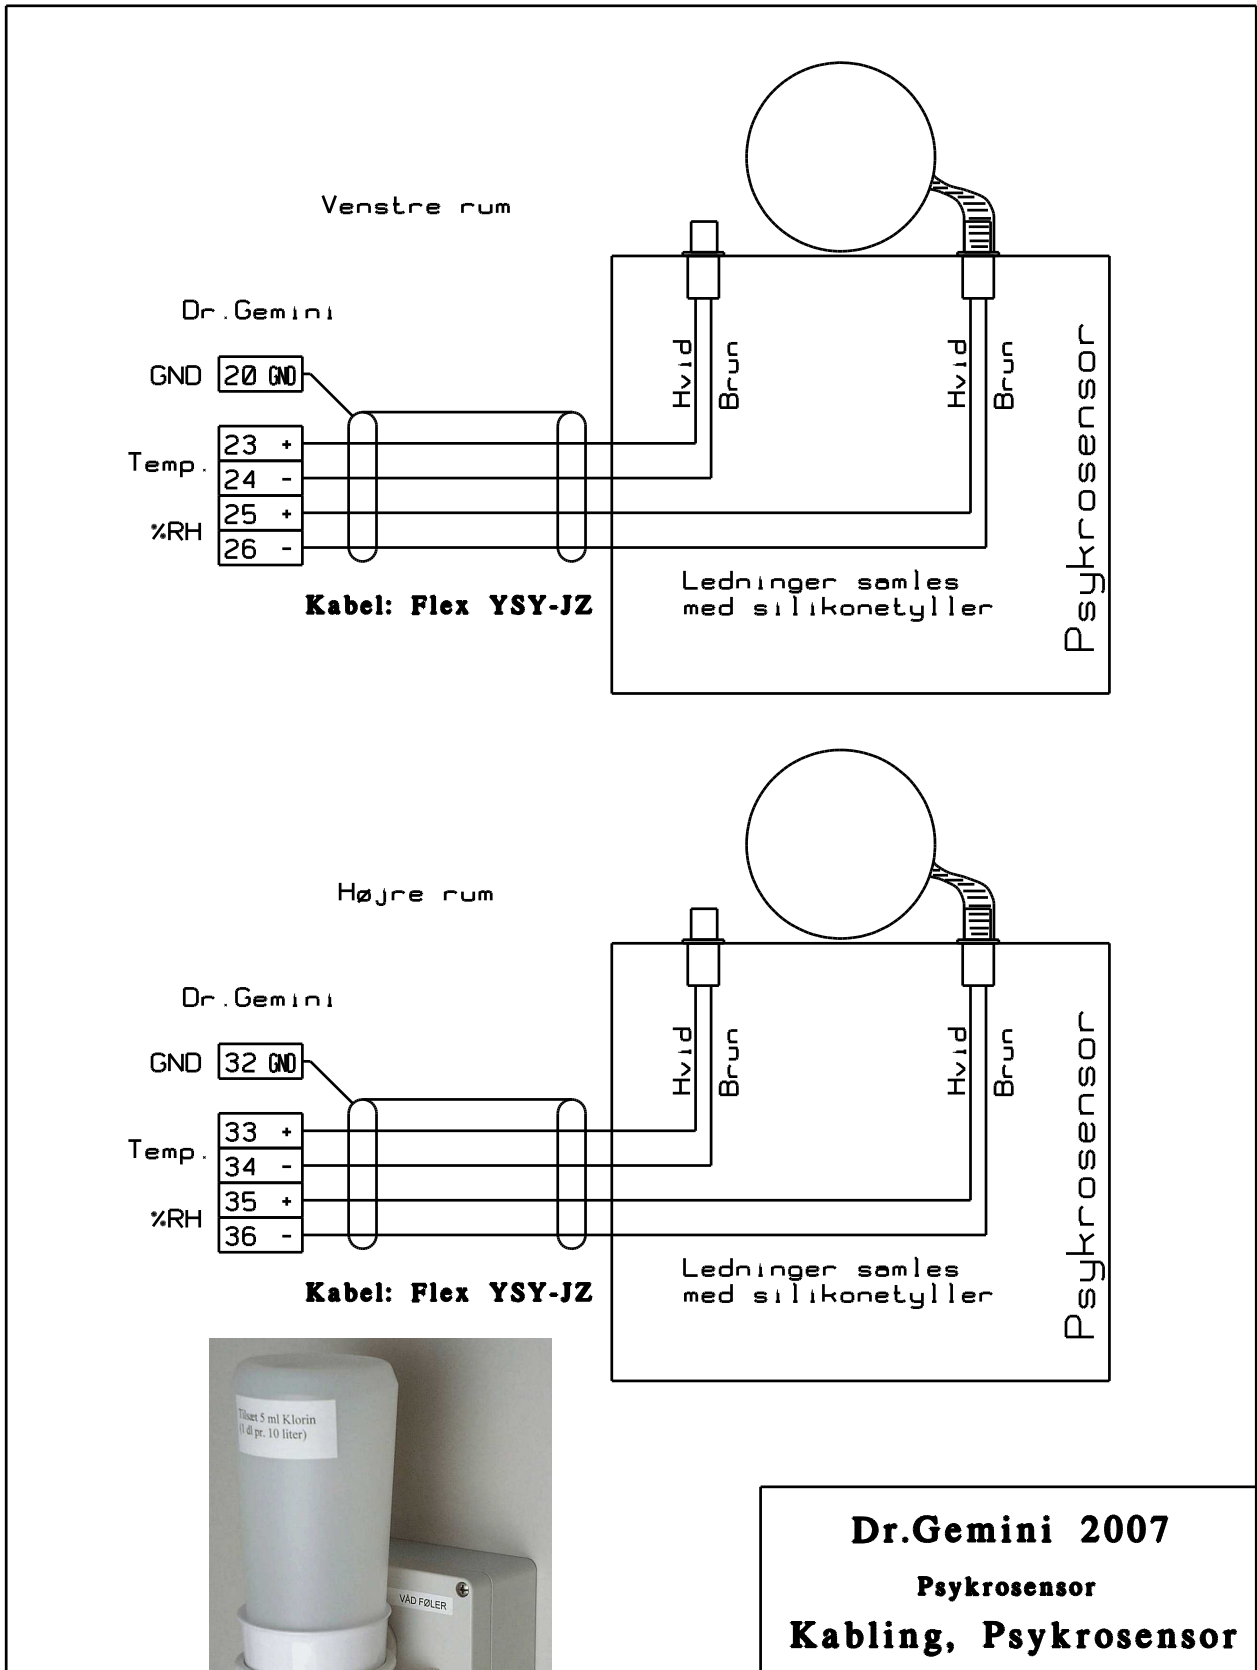 Venstre rum
Dr.Gemini
GND 20 GND
Temp.
23 +
24 -
%RH
25 +
26 -
Hvid
Brun
Hvid
Brun
Psykrosensor
Kabel: Flex YSY-JZ
Ledninger samles
med silikonetyller
Højre rum
Dr.Gemini
GND 32 GND
Temp.
33 +
34 -
%RH
35 +
36 -
Hvid
Brun
Hvid
Brun
Psykrosensor
Kabel: Flex YSY-JZ
Ledninger samles
med silikonetyller
Tilsæt 5 ml Klorin
(1 dl pr. 10 liter)
VÅD FØLER
Dr.Gemini 2007
Psykrosensor
Kabling, Psykrosensor